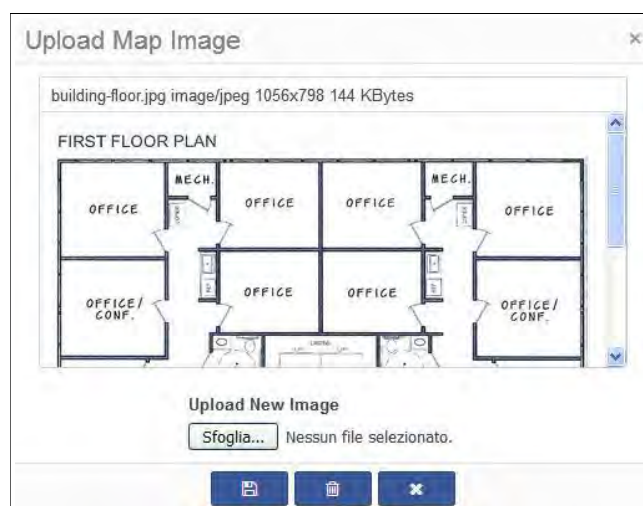 Upload Map Image ×
building-floor.jpg image/jpeg 1056x798 144 KBytes
FIRST FLOOR PLAN
MECH. MECH.
OFFICE OFFICE OFFICE OFFICE
OFFICE/ OFFICE OFFICE OFFICE/
CONF. CONF.
Upload New Image
Sfoglia... Nessun file selezionato.